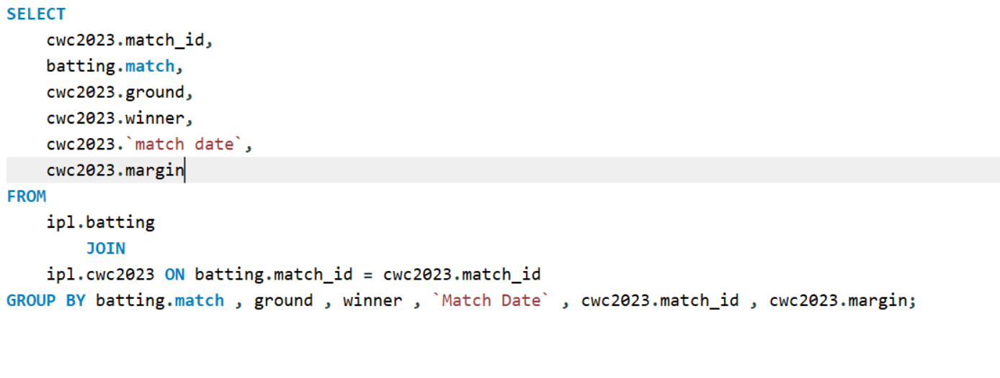 SELECT
    cwc2023.match_id,
    batting.match,
    cwc2023.ground,
    cwc2023.winner,
    cwc2023.`match date`,
    cwc2023.margin
FROM
    ipl.batting
        JOIN
    ipl.cwc2023 ON batting.match_id = cwc2023.match_id
GROUP BY batting.match , ground , winner , `Match Date` , cwc2023.match_id , cwc2023.margin;